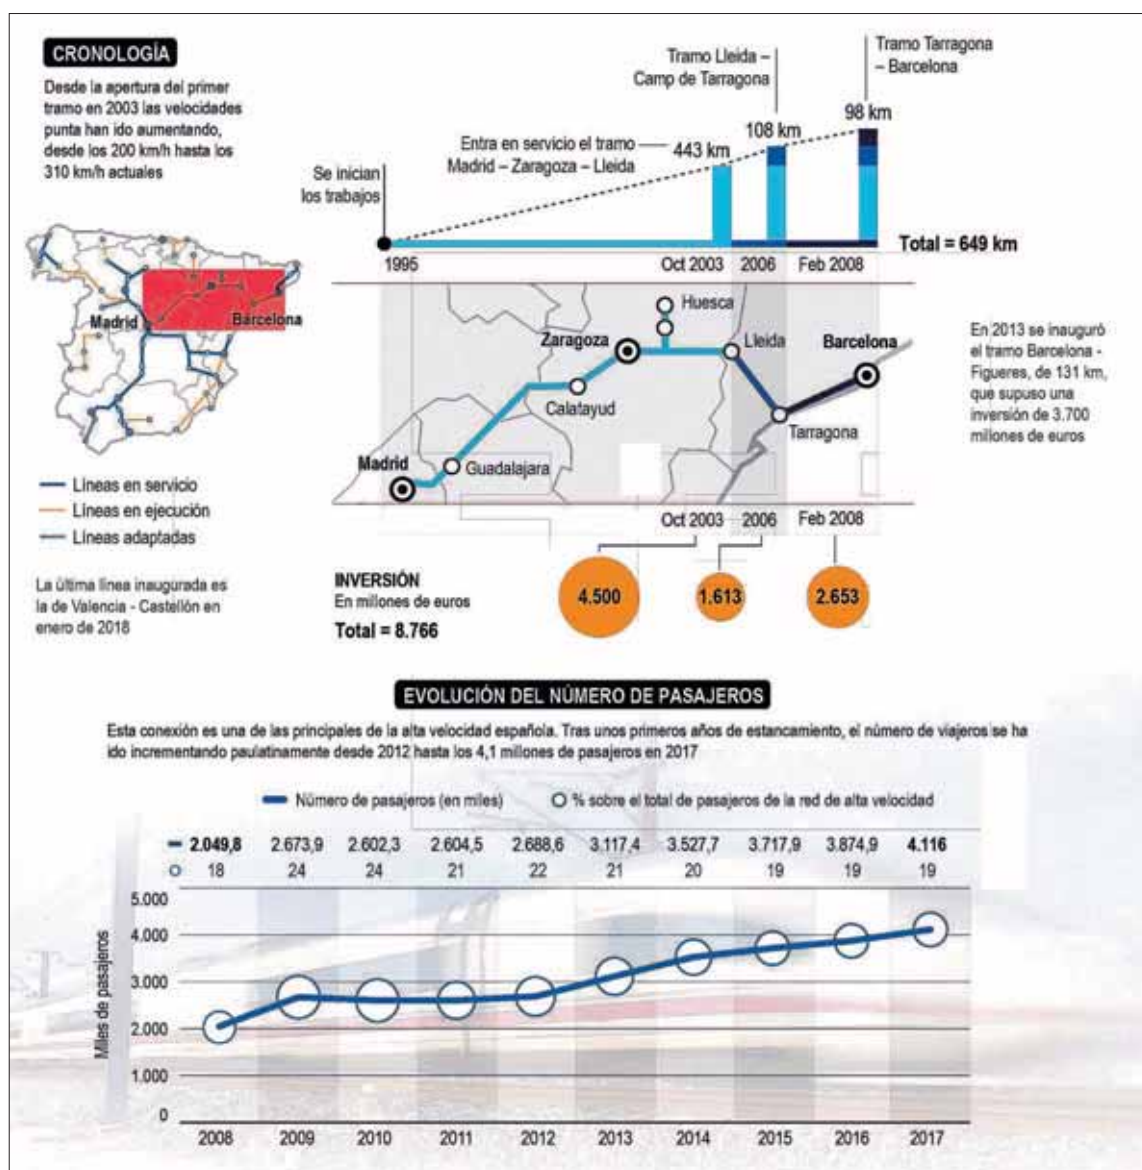 CRONOLOGÍA
Desde la apertura del primer
tramo en 2003 las velocidades
punta han ido aumentando,
desde los 200 km/h hasta los
310 km/h actuales
Tramo Lleida –
Camp de Tarragona
Tramo Tarragona
– Barcelona
98 km
108 km
Entra en servicio el tramo
Madrid – Zaragoza – Lleida
443 km
Se inician
los trabajos
Total = 649 km
1995
Oct 2003
2006
Feb 2008
Madrid
Barcelona
Huesca
Zaragoza
Lleida
Barcelona
Calatayud
Tarragona
Madrid
Guadalajara
En 2013 se inauguró
el tramo Barcelona -
Figueres, de 131 km,
que supuso una
inversión de 3.700
millones de euros
Líneas en servicio
Líneas en ejecución
Líneas adaptadas
Oct 2003
2006
Feb 2008
La última línea inaugurada es
la de Valencia - Castellón en
enero de 2018
INVERSIÓN
En millones de euros
Total = 8.766
4.500
1.613
2.653
EVOLUCIÓN DEL NÚMERO DE PASAJEROS
Esta conexión es una de las principales de la alta velocidad española. Tras unos primeros años de estancamiento, el número de viajeros se ha
ido incrementando paulatinamente desde 2012 hasta los 4,1 millones de pasajeros en 2017
Número de pasajeros (en miles)
% sobre el total de pasajeros de la red de alta velocidad
2.049,8 2.673,9 2.602,3 2.604,5 2.688,6 3.117,4 3.527,7 3.717,9 3.874,9 4.116
18 24 24 21 22 21 20 19 19 19
Miles de pasajeros
5.000
4.000
3.000
2.000
1.000
0
2008 2009 2010 2011 2012 2013 2014 2015 2016 2017